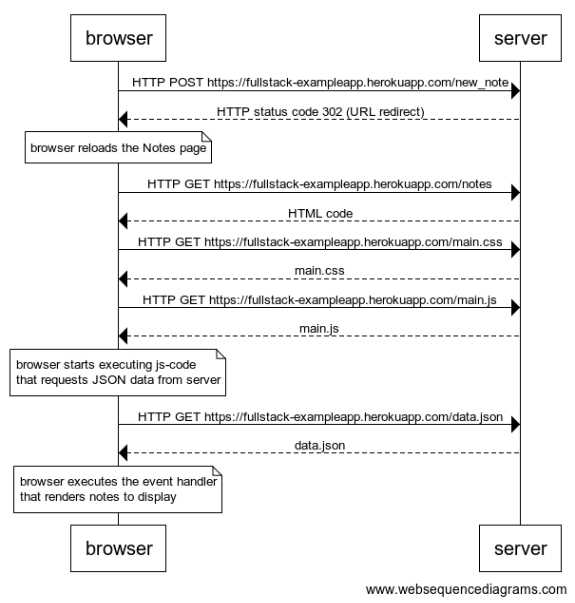 browser
server
HTTP POST https://fullstack-exampleapp.herokuapp.com/new_note
HTTP status code 302 (URL redirect)
browser reloads the Notes page
HTTP GET https://fullstack-exampleapp.herokuapp.com/notes
HTML code
HTTP GET https://fullstack-exampleapp.herokuapp.com/main.css
main.css
HTTP GET https://fullstack-exampleapp.herokuapp.com/main.js
main.js
browser starts executing js-code
that requests JSON data from server
HTTP GET https://fullstack-exampleapp.herokuapp.com/data.json
data.json
browser executes the event handler
that renders notes to display
browser
server
www.websequencediagrams.com